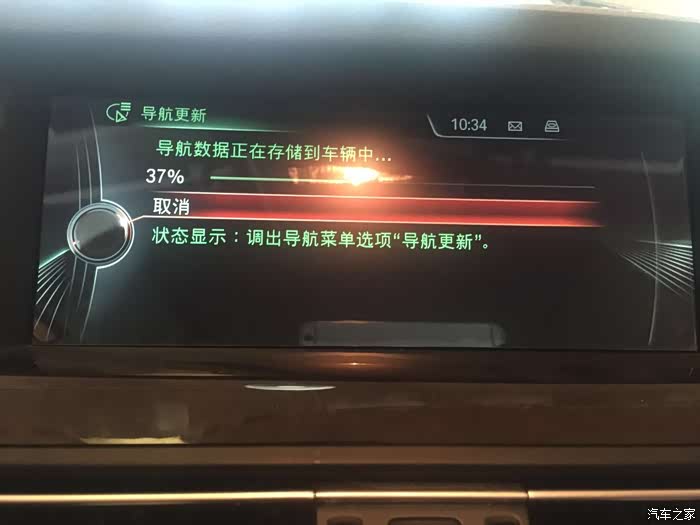 导航更新
10:34
导航数据正在存储到车辆中...
37%
取消
状态显示：调出导航菜单选项“导航更新”。
汽车之家